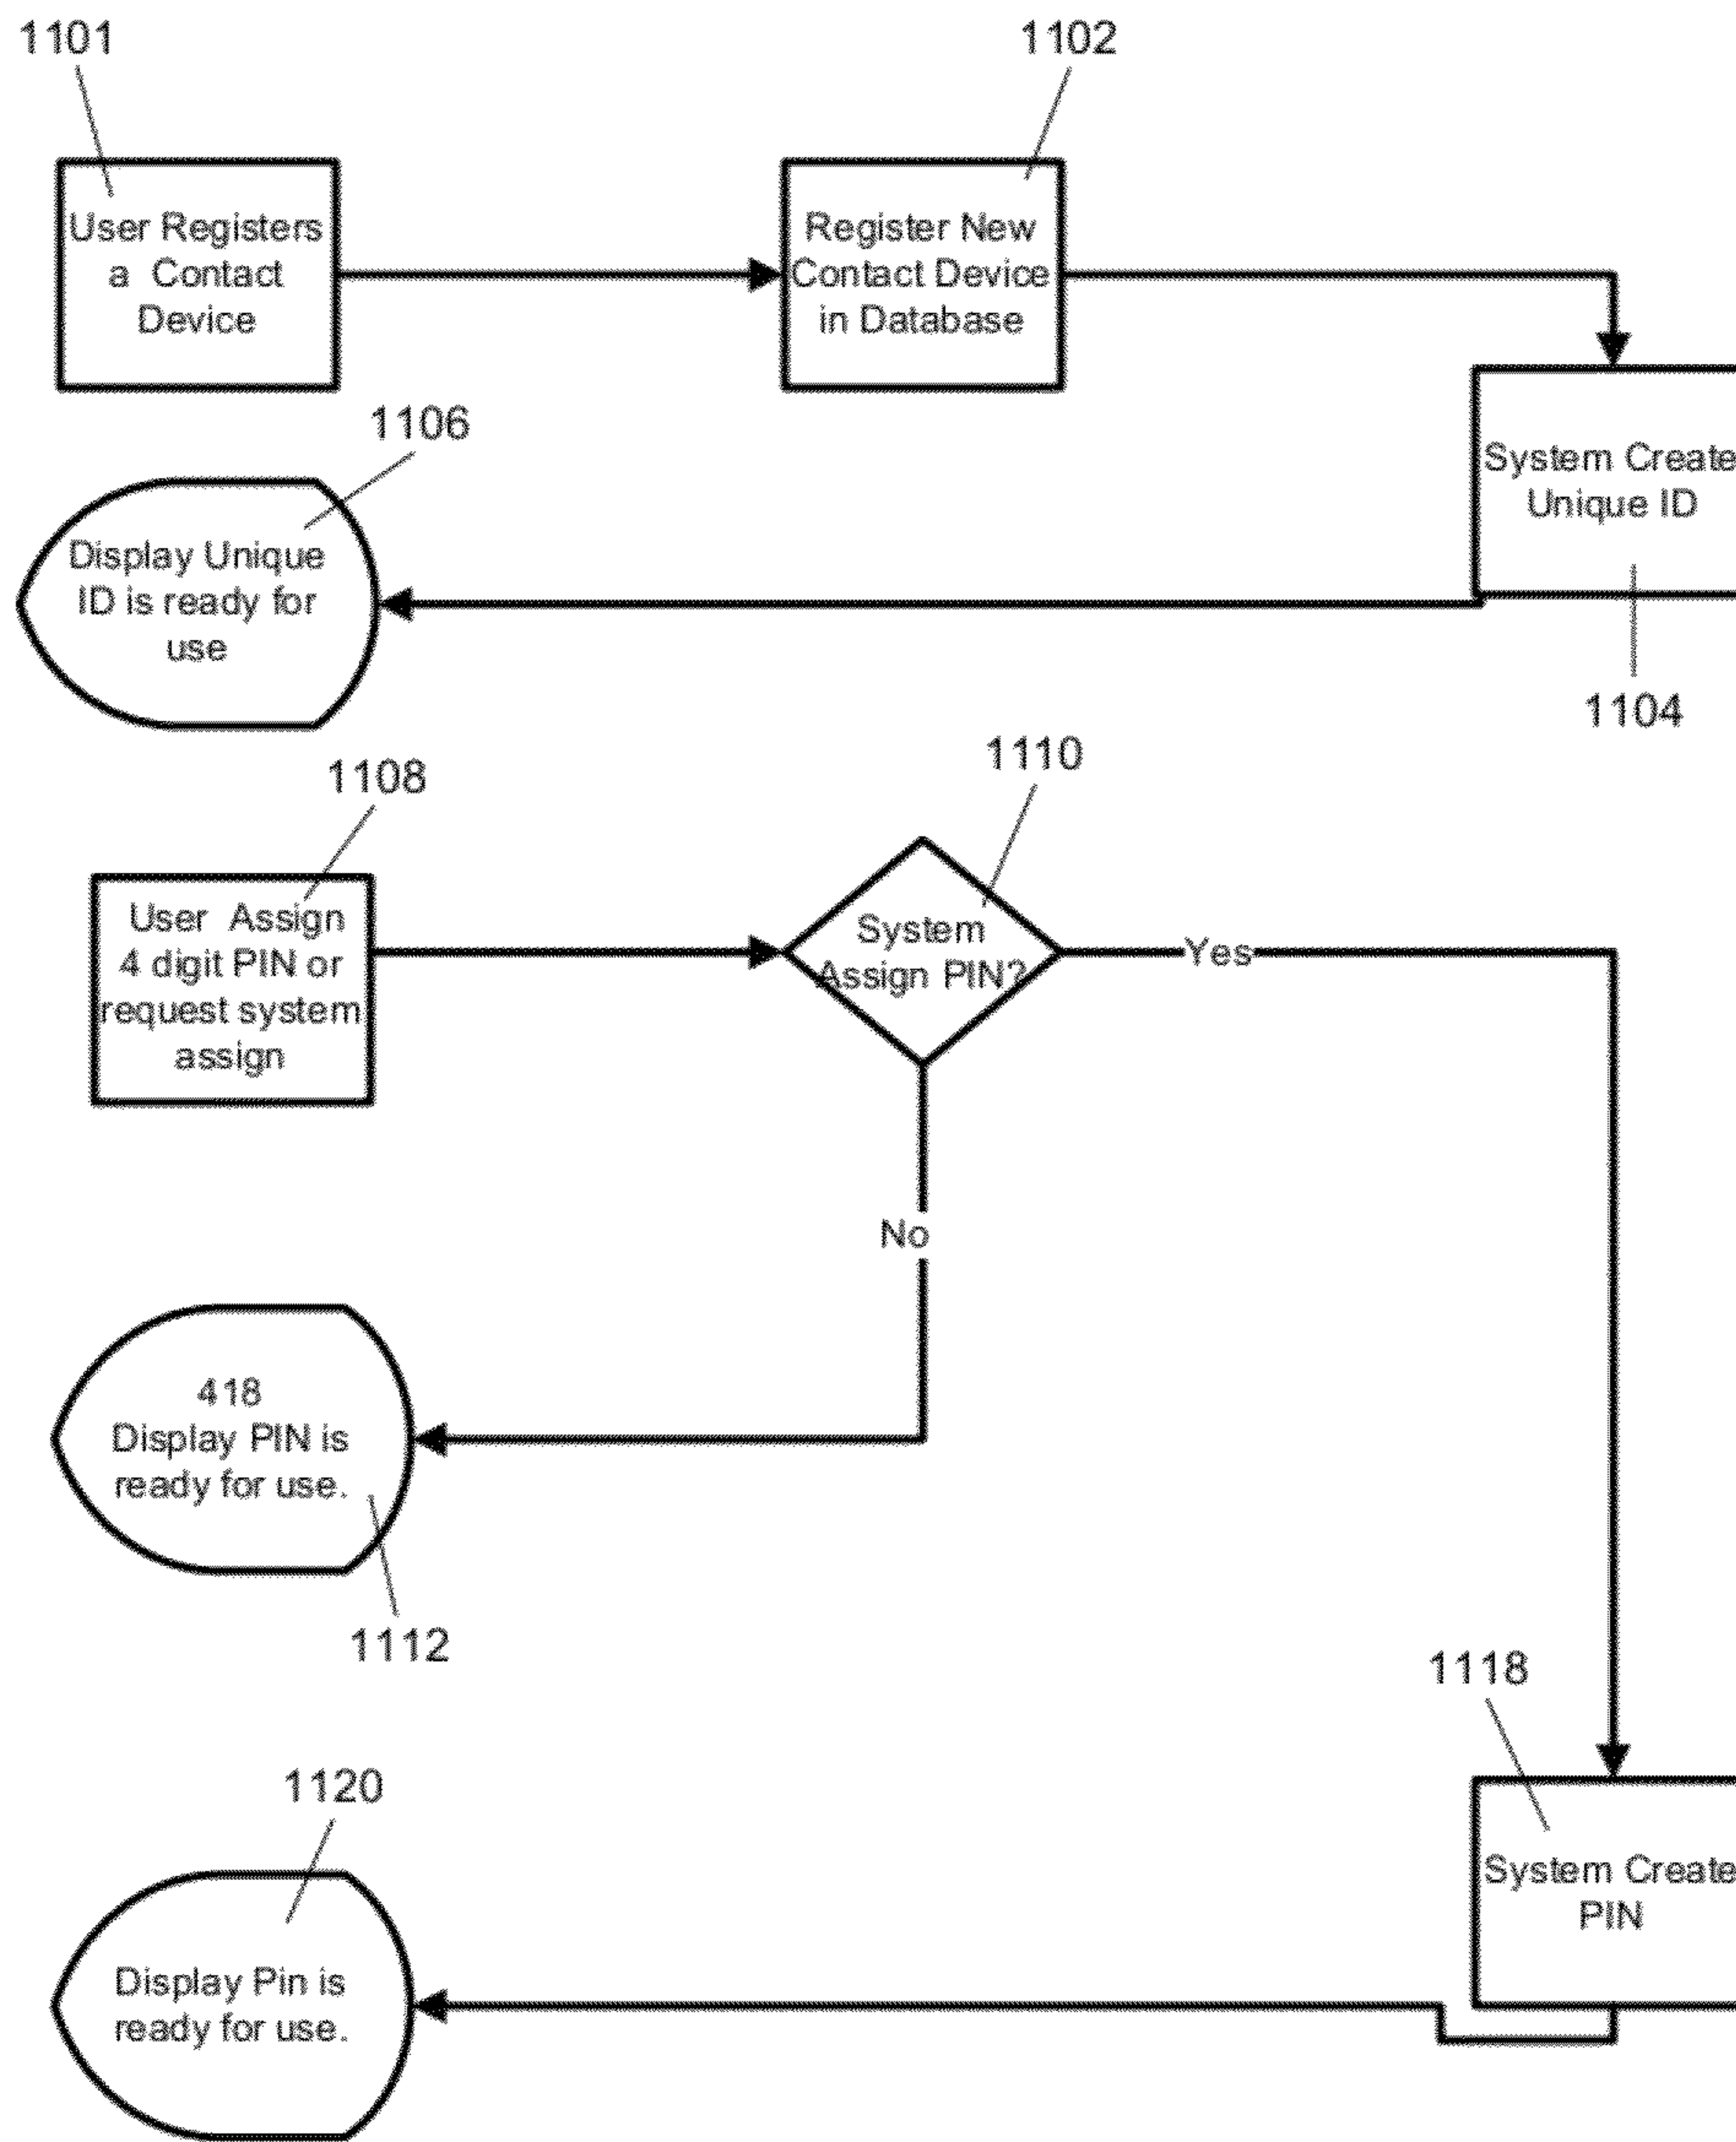 1101
1102
User Registers
a Contact
Device
Register New
Contact Device
in Database
1106
System Create
Unique ID
Display Unique
ID is ready for
use
1104
1108
1110
User Assign
4 digit PIN or
request system
assign
System
Assign PIN?
Yes
No
418
Display PIN is
ready for use.
1112
1118
1120
System Create
PIN
Display Pin is
ready for use.